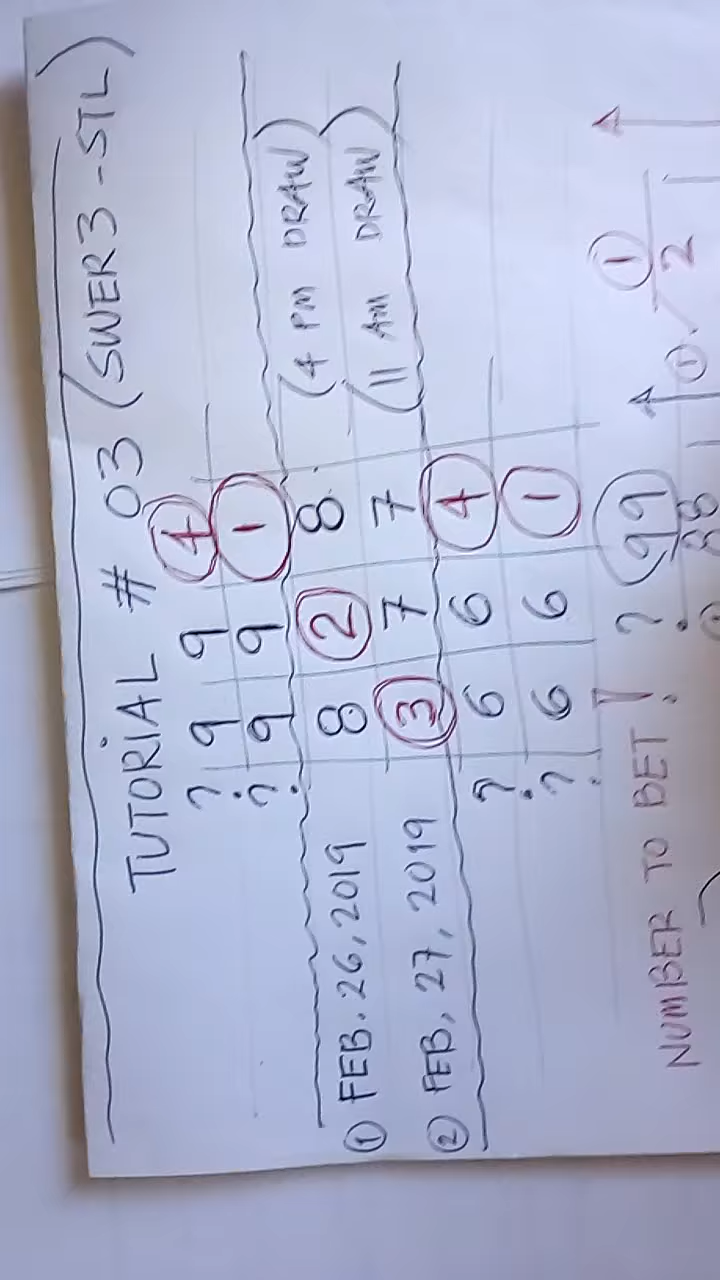 TUTORIAL # 03 (SWER3-STL)
? 9 9 4
? 9 9 1
① FEB. 26, 2019 8 2 8 (4 PM DRAW)
② FEB, 27, 2019 3 7 7 (11 AM DRAW)
? 6 6 4
? 6 6 1
NUMBER TO BET! ? 99 1
88 ① 2